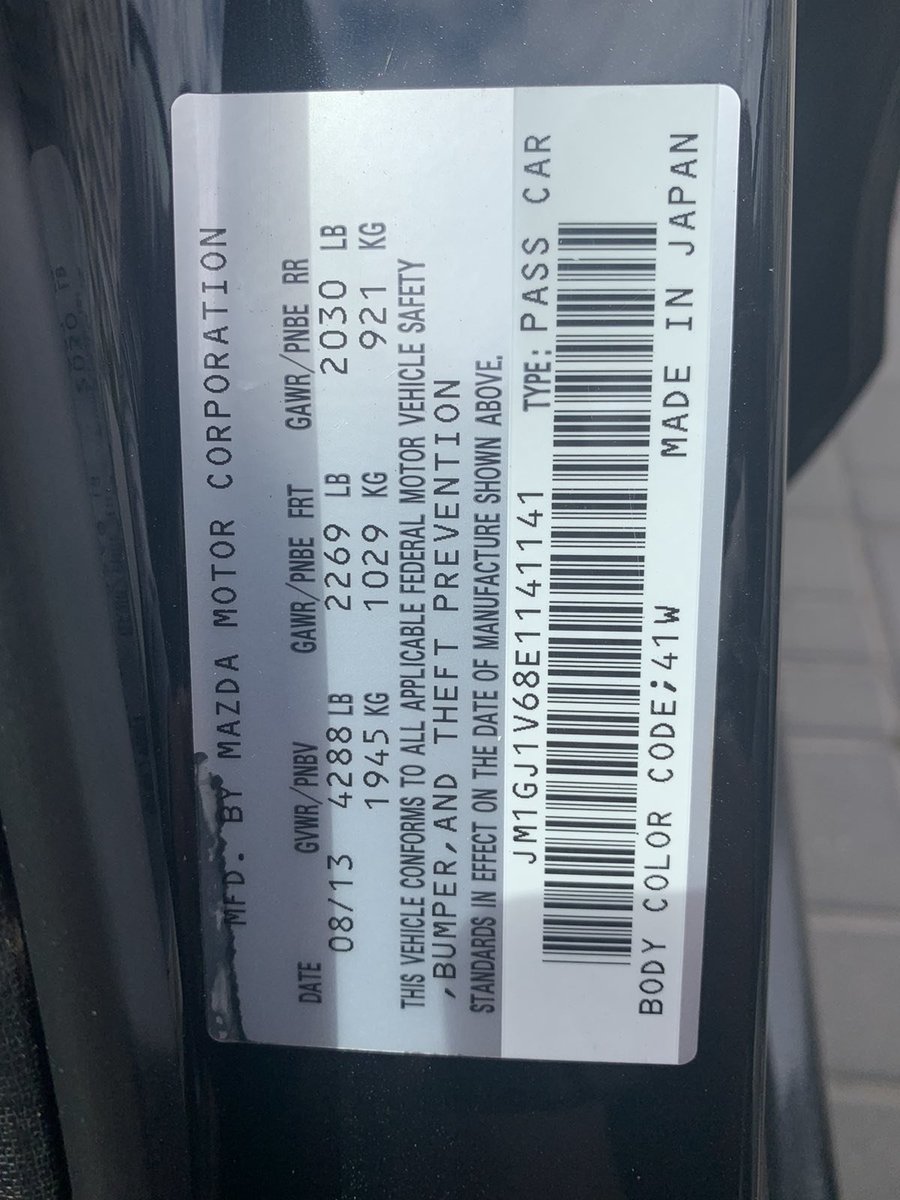 MFD. BY MAZDA MOTOR CORPORATION
DATE GVWR/PNBV GAWR/PNBE FRT GAWR/PNBE RR
08/13 4288 LB 2269 LB 2030 LB
1945 KG 1029 KG 921 KG
THIS VEHICLE CONFORMS TO ALL APPLICABLE FEDERAL MOTOR VEHICLE SAFETY
,BUMPER,AND THEFT PREVENTION
STANDARDS IN EFFECT ON THE DATE OF MANUFACTURE SHOWN ABOVE.
JM1GJ1V68E1141141 TYPE: PASS CAR
BODY COLOR CODE;41W MADE IN JAPAN